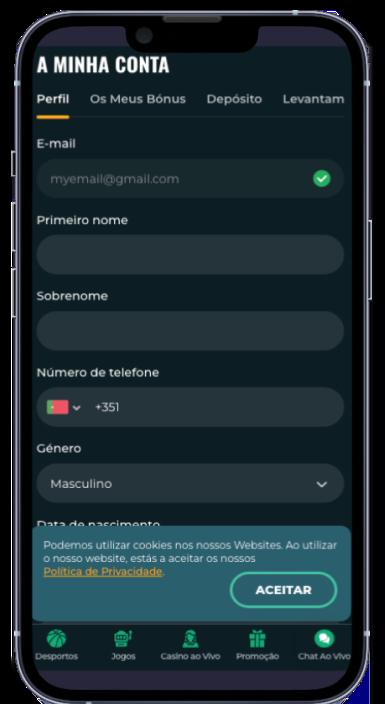 A MINHA CONTA
Perfil Os Meus Bónus Depósito Levantam
E-mail
myemail@gmail.com
Primeiro nome
Sobrenome
Número de telefone
+351
Género
Masculino
Data de nascimento
Podemos utilizar cookies nos nossos Websites. Ao utilizar
o nosso website, estás a aceitar os nossos
Política de Privacidade.
ACEITAR
Desportos Jogos Casino ao Vivo Promoção Chat Ao Vivo